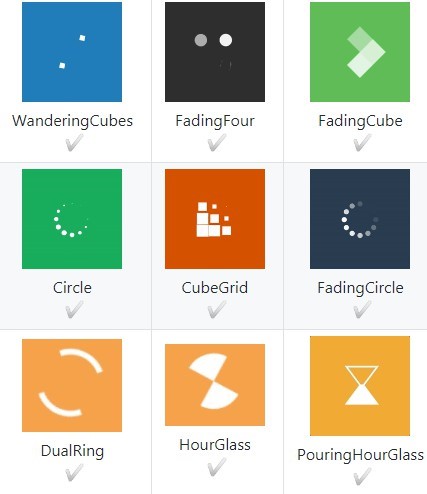 WanderingCubes
FadingFour
FadingCube
Circle
CubeGrid
FadingCircle
DualRing
HourGlass
PouringHourGlass